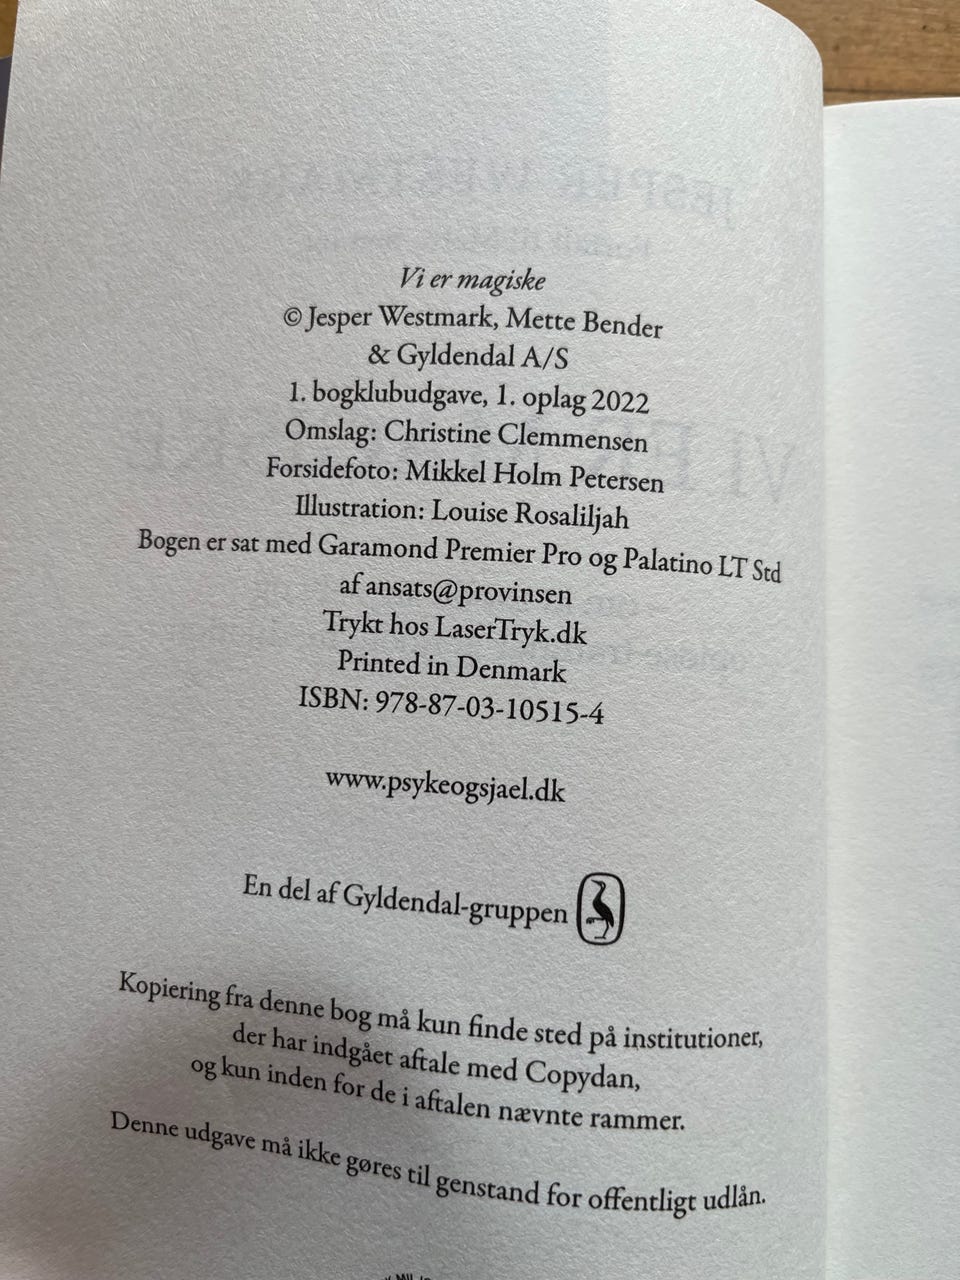 Vi er magiske
© Jesper Westmark, Mette Bender
& Gyldendal A/S
1. bogklubudgave, 1. oplag 2022
Omslag: Christine Clemmensen
Forsidefoto: Mikkel Holm Petersen
Illustration: Louise Rosaliljah
Bogen er sat med Garamond Premier Pro og Palatino LT Std
af ansats@provinsen
Trykt hos LaserTryk.dk
Printed in Denmark
ISBN: 978-87-03-10515-4
www.psykeogsjael.dk
En del af Gyldendal-gruppen
Kopiering fra denne bog må kun finde sted på institutioner,
der har indgået aftale med Copydan,
og kun inden for de i aftalen nævnte rammer.
Denne udgave må ikke gøres til genstand for offentligt udlån.